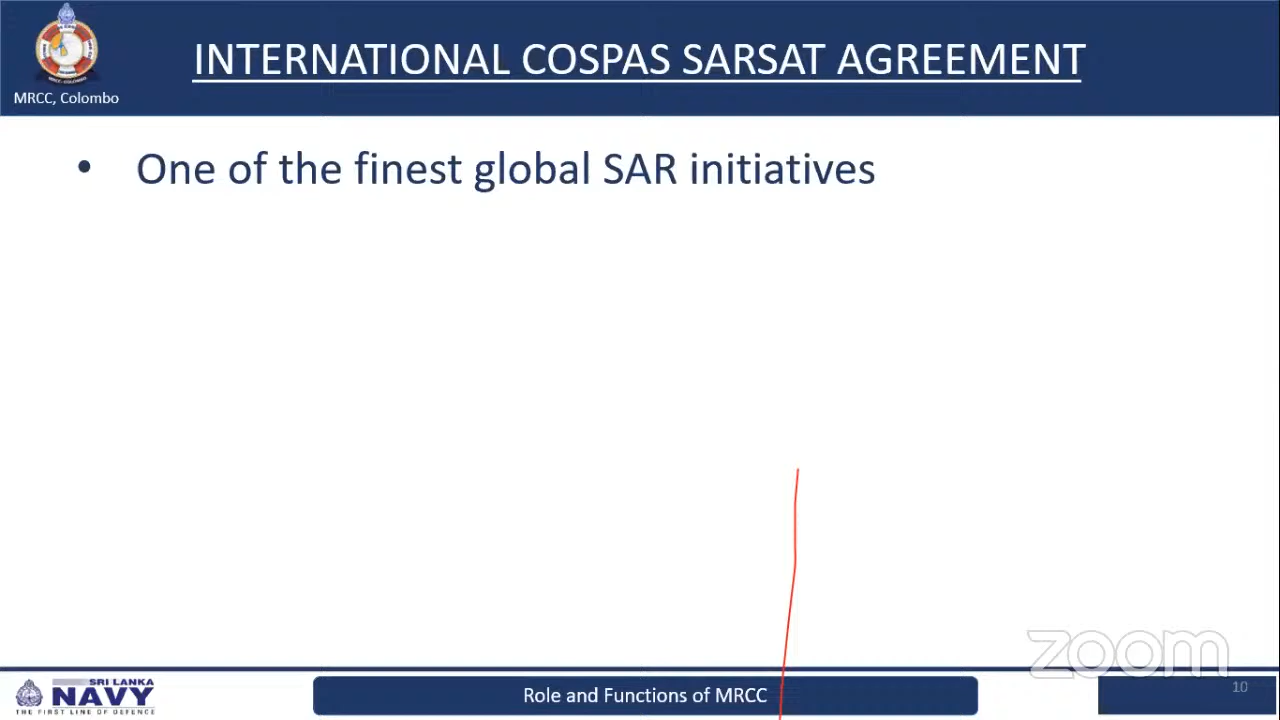 INTERNATIONAL COSPAS SARSAT AGREEMENT
MRCC, Colombo
• One of the finest global SAR initiatives
zoom
SRI LANKA
NAVY
THE FIRST LINE OF DEFENCE
Role and Functions of MRCC
10